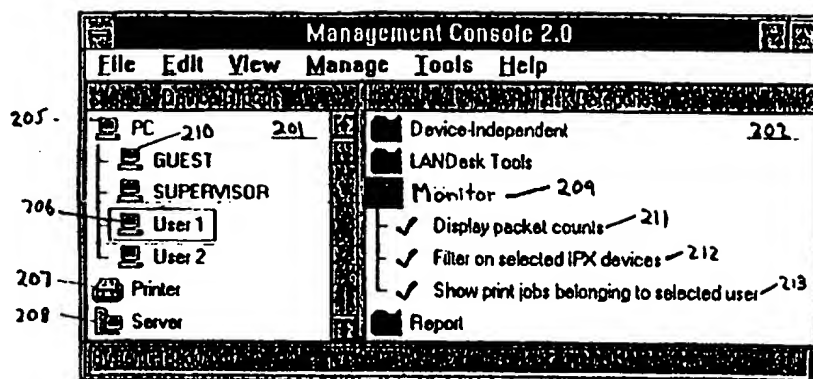 Management Console 2.0
File Edit View Manage Tools Help
205 PC 201
210
GUEST
SUPERVISOR
206 User 1
User 2
207 Printer
208 Server
Device-Independent 202
LANDesk Tools
Monitor 209
Display packet counts 211
Filter on selected IPX devices 212
Show print jobs belonging to selected user 213
Report